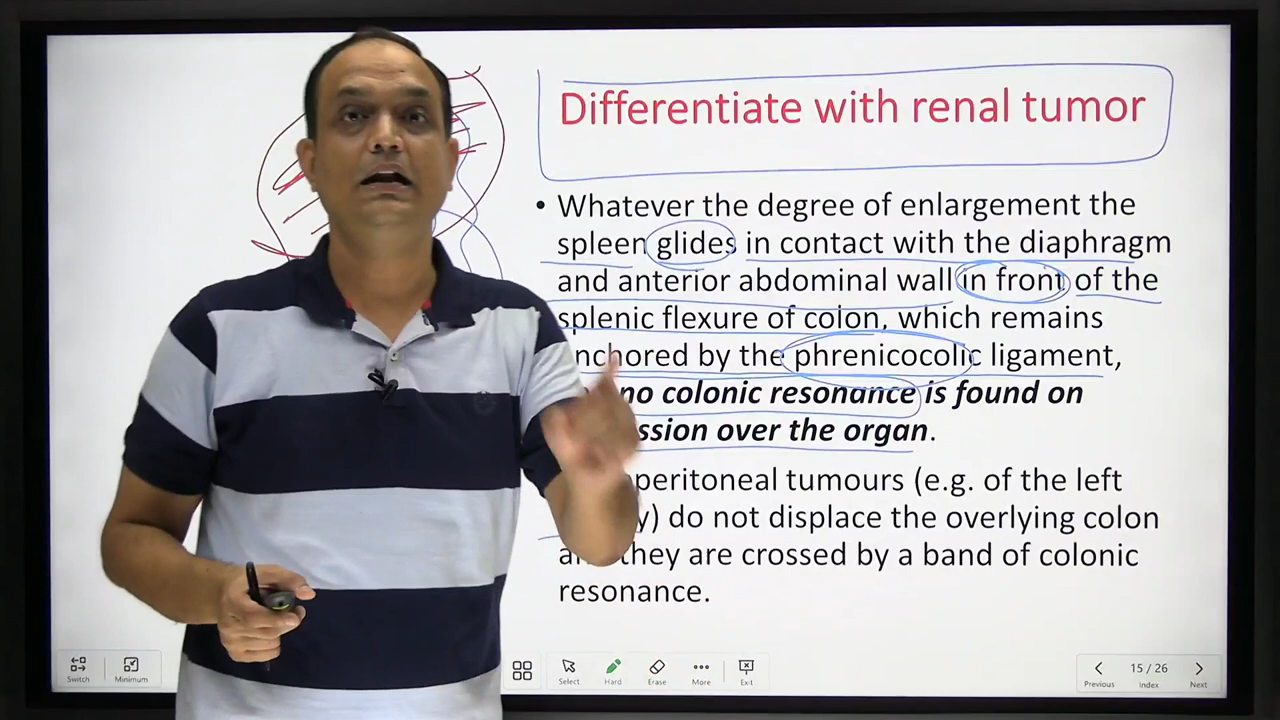 Differentiate with renal tumor
• Whatever the degree of enlargement the
spleen glides in contact with the diaphragm
and anterior abdominal wall in front of the
splenic flexure of colon, which remains
nchored by the phrenicocolic ligament,
no colonic resonance is found on
ssion over the organ.
peritoneal tumours (e.g. of the left
y) do not displace the overlying colon
they are crossed by a band of colonic
resonance.
Switch
Minimum
Select
Hard
Erase
More
Exit
Previous
15 / 26
Index
Next